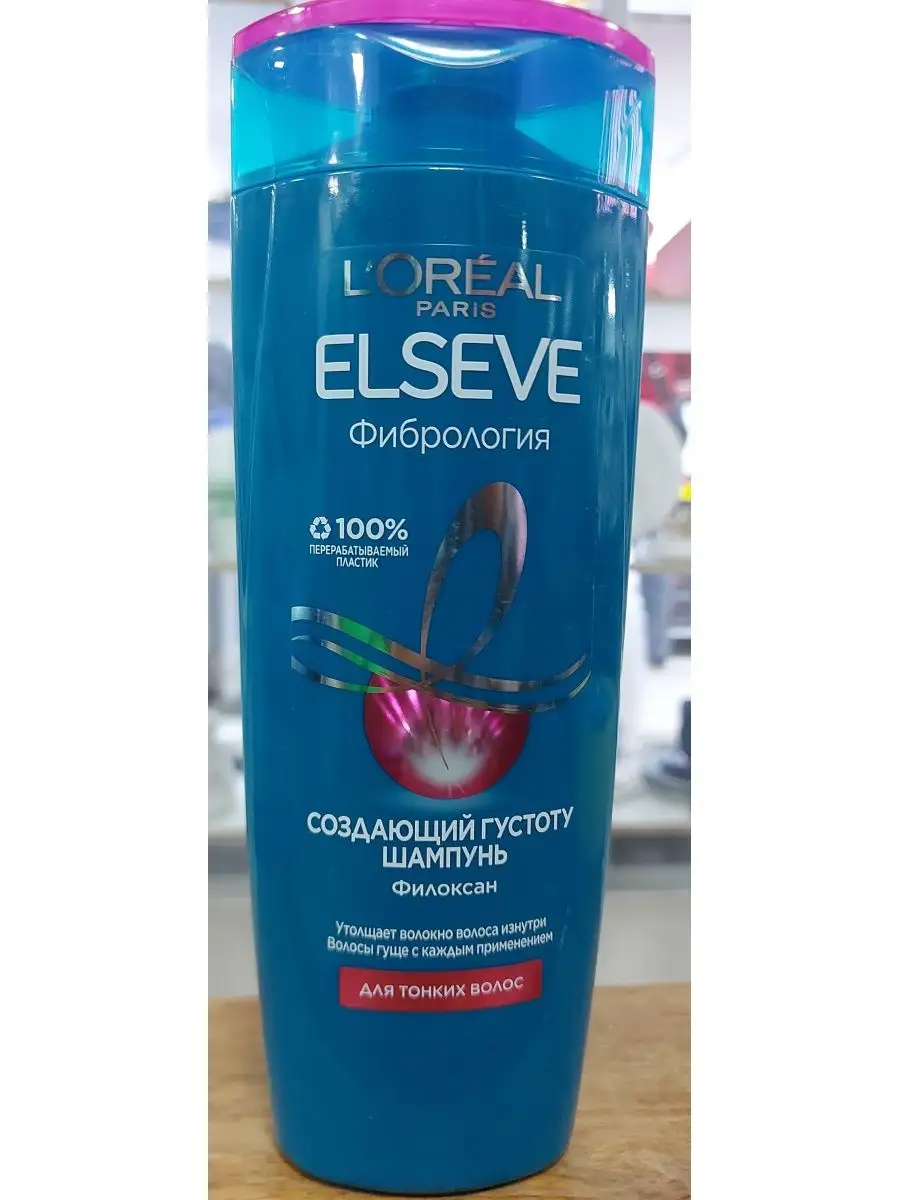 L'ORÉAL
PARIS
ELSEVE
Фибрология
100%
ПЕРЕРАБАТЫВАЕМЫЙ
ПЛАСТИК
СОЗДАЮЩИЙ ГУСТОТУ
ШАМПУНЬ
Филоксан
Утолщает волокно волоса изнутри
Волосы гуще с каждым применением
ДЛЯ ТОНКИХ ВОЛОС